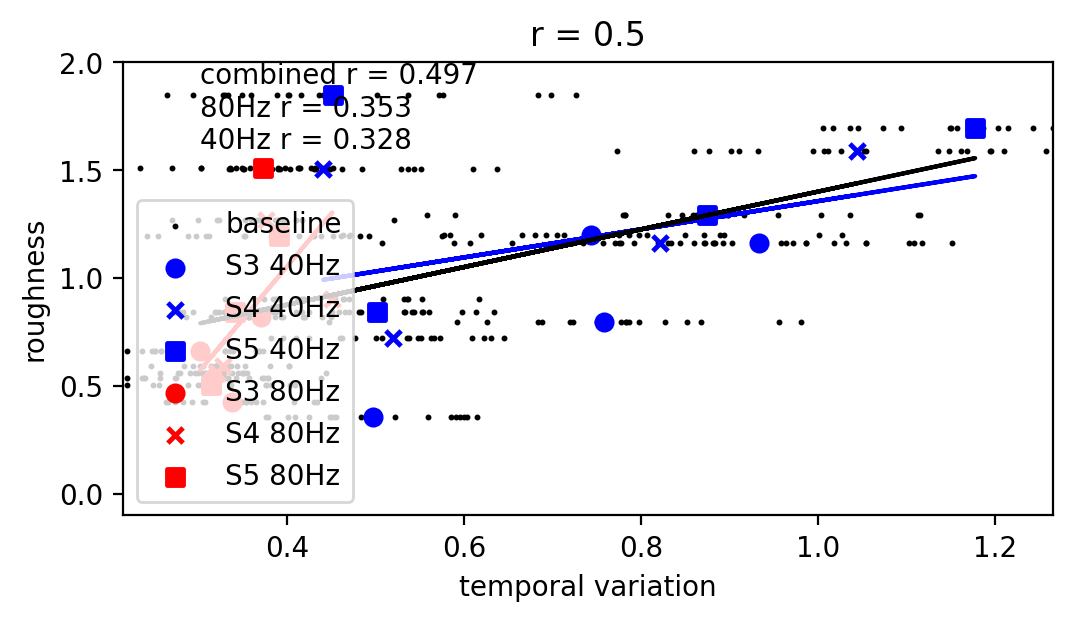 r = 0.5
combined r = 0.497
80Hz r = 0.353
40Hz r = 0.328
2.0
1.5
1.0
0.5
0.0
roughness
baseline
S3 40Hz
S4 40Hz
S5 40Hz
S3 80Hz
S4 80Hz
S5 80Hz
0.4 0.6 0.8 1.0 1.2
temporal variation